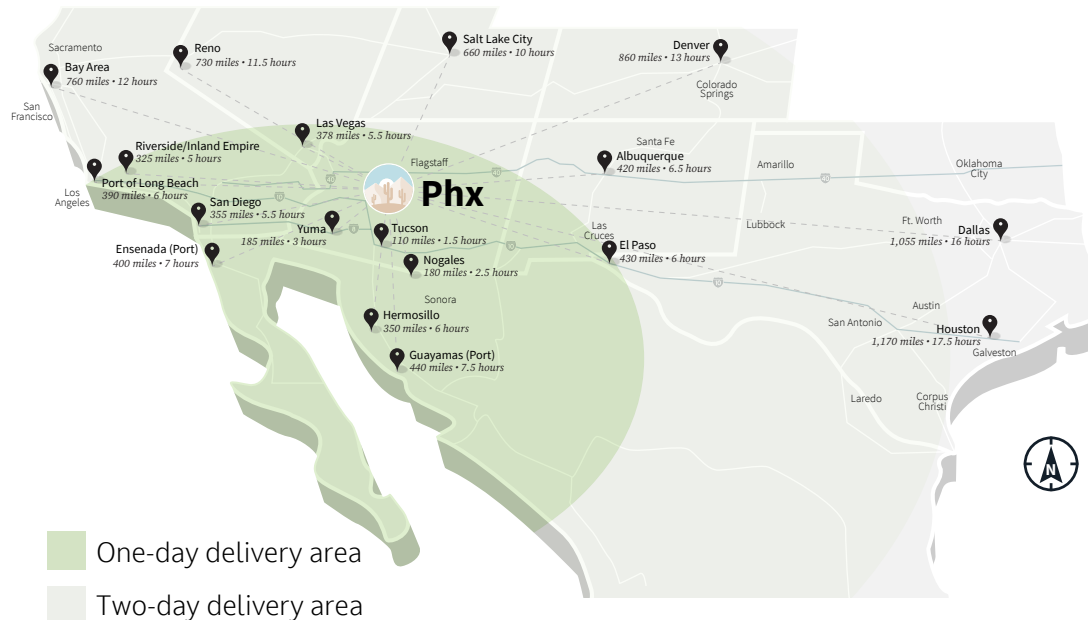 Sacramento
Bay Area
760 miles • 12 hours
San
Francisco
Reno
730 miles • 11.5 hours
Salt Lake City
660 miles • 10 hours
Denver
860 miles • 13 hours
Colorado
Springs
Las Vegas
378 miles • 5.5 hours
Riverside/Inland Empire
325 miles • 5 hours
Port of Long Beach
390 miles • 6 hours
Los
Angeles
San Diego
355 miles • 5.5 hours
Yuma
185 miles • 3 hours
Ensenada (Port)
400 miles • 7 hours
Flagstaff
Phx
Tucson
110 miles • 1.5 hours
Nogales
180 miles • 2.5 hours
Sonora
Hermosillo
350 miles • 6 hours
Guayamas (Port)
440 miles • 7.5 hours
Santa Fe
Albuquerque
420 miles • 6.5 hours
Las
Cruces
El Paso
430 miles • 6 hours
Amarillo
Lubbock
Oklahoma
City
Ft. Worth
Dallas
1,055 miles • 16 hours
Austin
San Antonio
Houston
1,170 miles • 17.5 hours
Galveston
Laredo
Corpus
Christi
N
One-day delivery area
Two-day delivery area